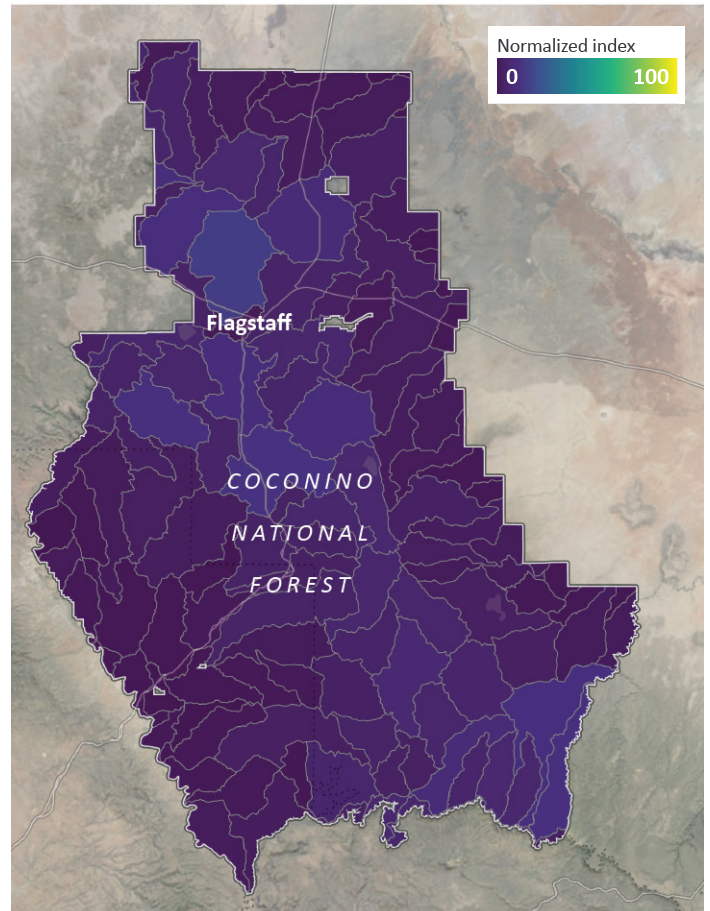 Normalized index
0 100
Flagstaff
COCONINO
NATIONAL
FOREST